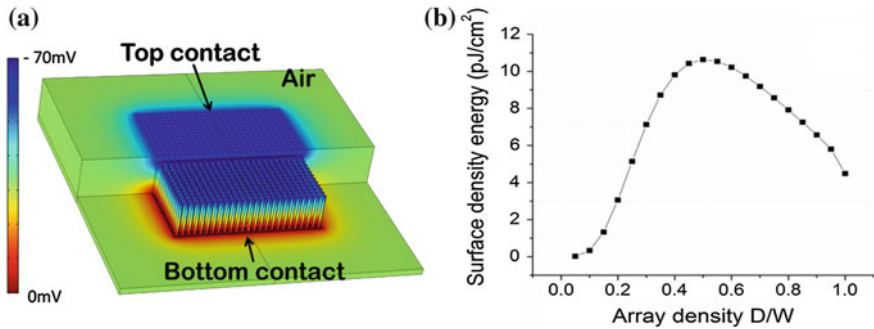 (a)
- 70mV
Top contact
Air
Bottom contact
0mV
(b)
Surface density energy (pJ/cm²)
12
10
8
6
4
2
0
0.0 0.2 0.4 0.6 0.8 1.0
Array density D/W